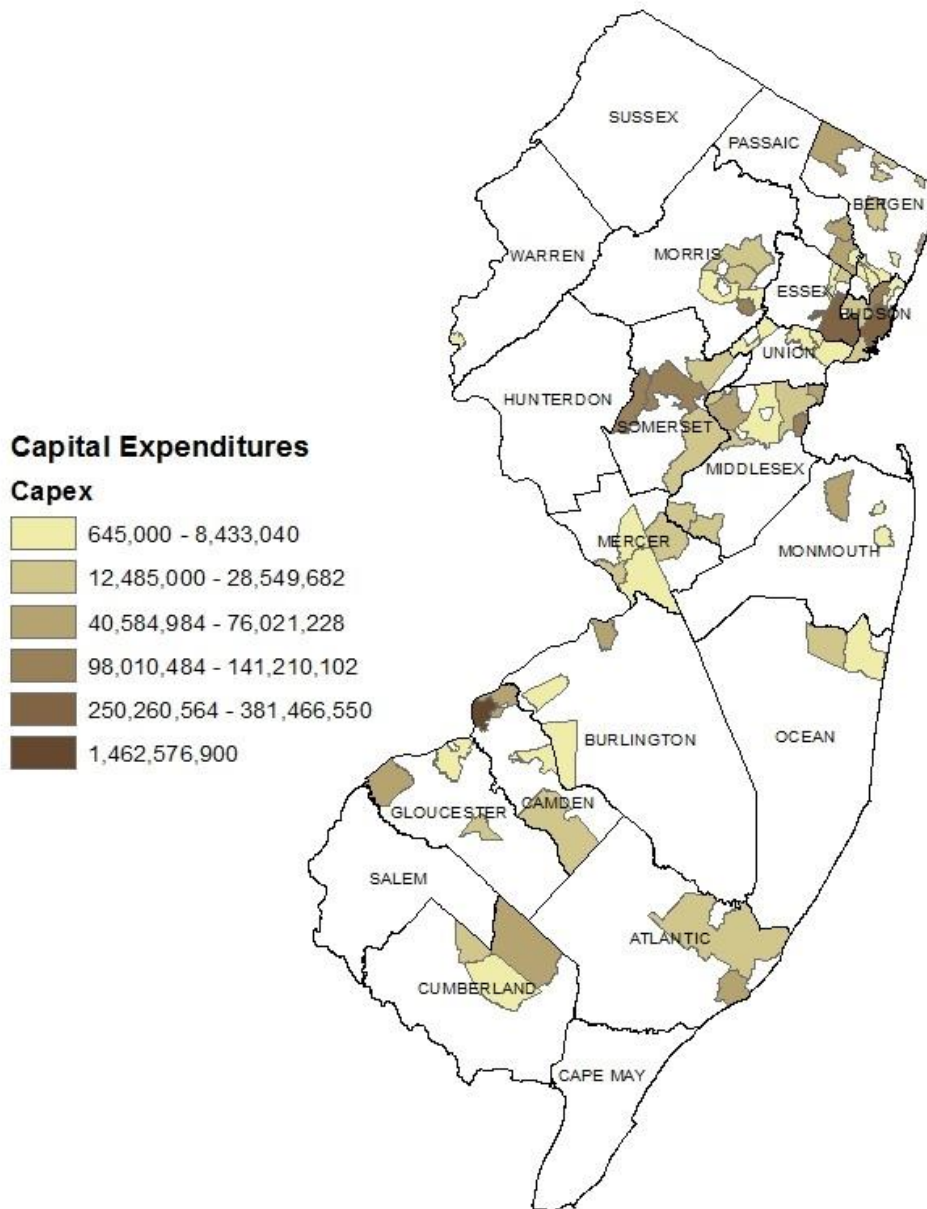 SUSSEX
PASSAIC
BERGEN
WARREN
MORRIS
ESSEX
HUDSON
UNION
HUNTERDON
SOMERSET
MIDDLESEX
MERCER
MONMOUTH
Capital Expenditures
Capex
645,000 - 8,433,040
12,485,000 - 28,549,682
40,584,984 - 76,021,228
98,010,484 - 141,210,102
250,260,564 - 381,466,550
1,462,576,900
BURLINGTON
OCEAN
CAMDEN
GLOUCESTER
SALEM
ATLANTIC
CUMBERLAND
CAPE MAY